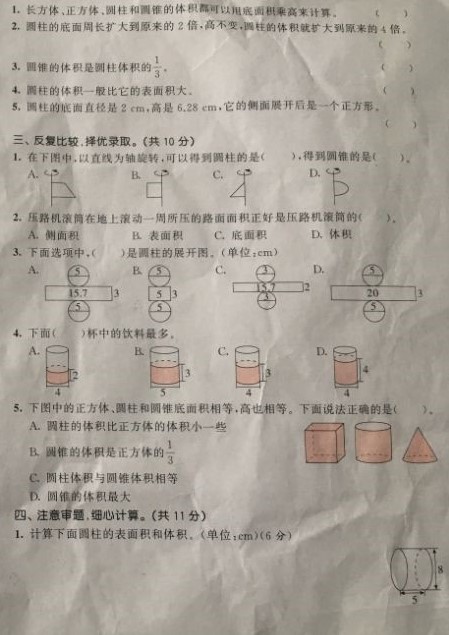 1. 长方体、正方体、圆柱和圆锥的体积都可以用底面积乘高来计算。 ( )
2. 圆柱的底面周长扩大到原来的 2 倍,高不变,圆柱的体积就扩大到原来的 4 倍。
( )
3. 圆锥的体积是圆柱体积的1/3。 ( )
4. 圆柱的体积一般比它的表面积大。 ( )
5. 圆柱的底面直径是 2 cm,高是 6.28 cm,它的侧面展开后是一个正方形。
( )
三、反复比较,择优录取。(共 10 分)
1. 在下图中,以直线为轴旋转,可以得到圆柱的是( ),得到圆锥的是( )。
A. B. C. D.
2. 压路机滚筒在地上滚动一周所压的路面面积正好是压路机滚筒的( )。
A. 侧面积 B. 表面积 C. 底面积 D. 体积
3. 下面选项中,( )是圆柱的展开图。(单位:cm)
A. 5 15.7 3 5 B. 5 5 3 5 C. 3 15.7 2 3 D. 5 20 3 5
4. 下面( )杯中的饮料最多。
A. 2 4 B. 3 5 C. 3 4 D. 4 4
5. 下图中的正方体、圆柱和圆锥底面积相等,高也相等。下面说法正确的是( )。
A. 圆柱的体积比正方体的体积小一些
B. 圆锥的体积是正方体的1/3
C. 圆柱体积与圆锥体积相等
D. 圆锥的体积最大
四、注意审题,细心计算。(共 11 分)
1. 计算下面圆柱的表面积和体积。(单位:cm)(6 分)
8
5